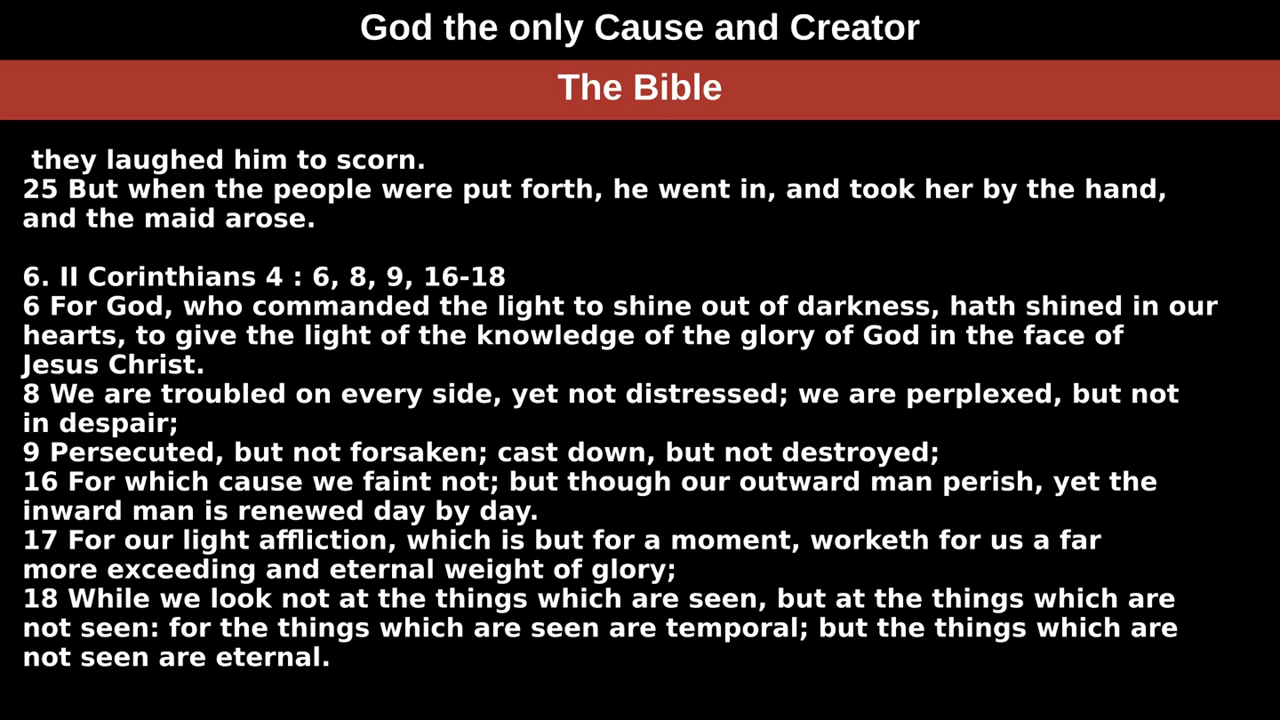 God the only Cause and Creator
The Bible
they laughed him to scorn.
25 But when the people were put forth, he went in, and took her by the hand,
and the maid arose.
6. II Corinthians 4 : 6, 8, 9, 16-18
6 For God, who commanded the light to shine out of darkness, hath shined in our
hearts, to give the light of the knowledge of the glory of God in the face of
Jesus Christ.
8 We are troubled on every side, yet not distressed; we are perplexed, but not
in despair;
9 Persecuted, but not forsaken; cast down, but not destroyed;
16 For which cause we faint not; but though our outward man perish, yet the
inward man is renewed day by day.
17 For our light affliction, which is but for a moment, worketh for us a far
more exceeding and eternal weight of glory;
18 While we look not at the things which are seen, but at the things which are
not seen: for the things which are seen are temporal; but the things which are
not seen are eternal.